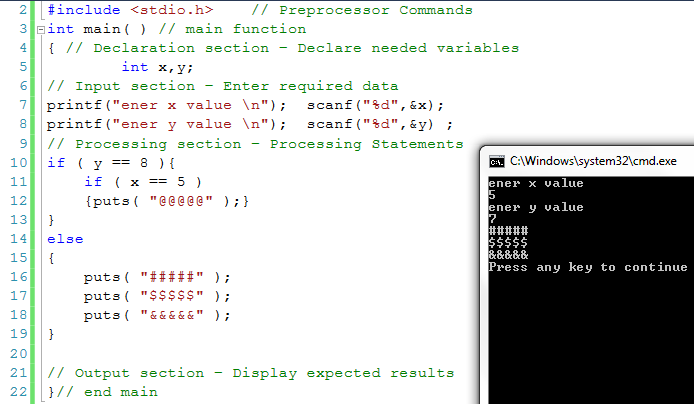 2 #include <stdio.h> // Preprocessor Commands
3 int main( ) // main function
4 { // Declaration section - Declare needed variables
5 int x,y;
6 // Input section - Enter required data
7 printf("ener x value \n"); scanf("%d",&x);
8 printf("ener y value \n"); scanf("%d",&y) ;
9 // Processing section - Processing Statements
10 if ( y == 8 ){
11 if ( x == 5 )
12 {puts( "@@@@@" );}
13 }
14 else
15 {
16 puts( "#####" );
17 puts( "$$$$$" );
18 puts( "&&&&&" );
19 }
20
21 // Output section - Display expected results
22 }// end main
C:\Windows\system32\cmd.exe
ener x value
5
ener y value
7
#####
$$$$$
&&&&&
Press any key to continue